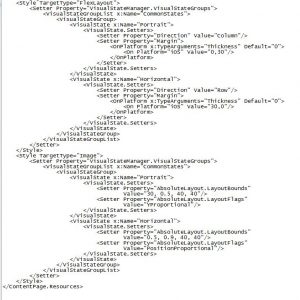 <Style TargetType="FlexLayout">
<Setter Property="VisualStateManager.VisualStateGroups">
<VisualStateGroupList x:Name="CommonStates">
<VisualStateGroup>
<VisualState x:Name="Portrait">
<VisualState.Setters>
<Setter Property="Direction" Value="Column"/>
<Setter Property="Margin">
<OnPlatform x:TypeArguments="Thickness" Default="0">
<On Platform="iOS" Value="0,30"/>
</OnPlatform>
</Setter>
</VisualState.Setters>
</VisualState>
<VisualState x:Name="Horizontal">
<VisualState.Setters>
<Setter Property="Direction" Value="Row"/>
<Setter Property="Margin">
<OnPlatform x:TypeArguments="Thickness" Default="0">
<On Platform="iOS" Value="30,0"/>
</OnPlatform>
</Setter>
</VisualState.Setters>
</VisualState>
</VisualStateGroup>
</VisualStateGroupList>
</Setter>
</Style>
<Style TargetType="Image">
<Setter Property="VisualStateManager.VisualStateGroups">
<VisualStateGroupList x:Name="CommonStates">
<VisualStateGroup>
<VisualState x:Name="Portrait">
<VisualState.Setters>
<Setter Property="AbsoluteLayout.LayoutBounds"
Value="30, 0.5, 40, 40"/>
<Setter Property="AbsoluteLayout.LayoutFlags"
Value="YProportional"/>
</VisualState.Setters>
</VisualState>
<VisualState x:Name="Horizontal">
<VisualState.Setters>
<Setter Property="AbsoluteLayout.LayoutBounds"
Value="0.5, 0.9, 40, 40"/>
<Setter Property="AbsoluteLayout.LayoutFlags"
Value="PositionProportional"/>
</VisualState.Setters>
</VisualState>
</VisualStateGroup>
</VisualStateGroupList>
</Setter>
</Style>
</ContentPage.Resources>